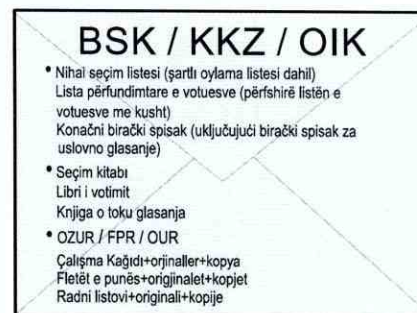 BSK / KKZ / OIK
• Nihai seçim listesi (şartlı oylama listesi dahil)
Lista përfundimtare e votuesve (përfshirë listën e
votuesve me kusht)
Konačni birački spisak (uključujući birački spisak za
uslovno glasanje)
• Seçim kitabı
Libri i votimit
Knjiga o toku glasanja
• OZUR / FPR / OUR
Çalışma Kağıdı+orjinaller+kopya
Fletët e punës+origjinalet+kopjet
Radni listovi+originali+kopije